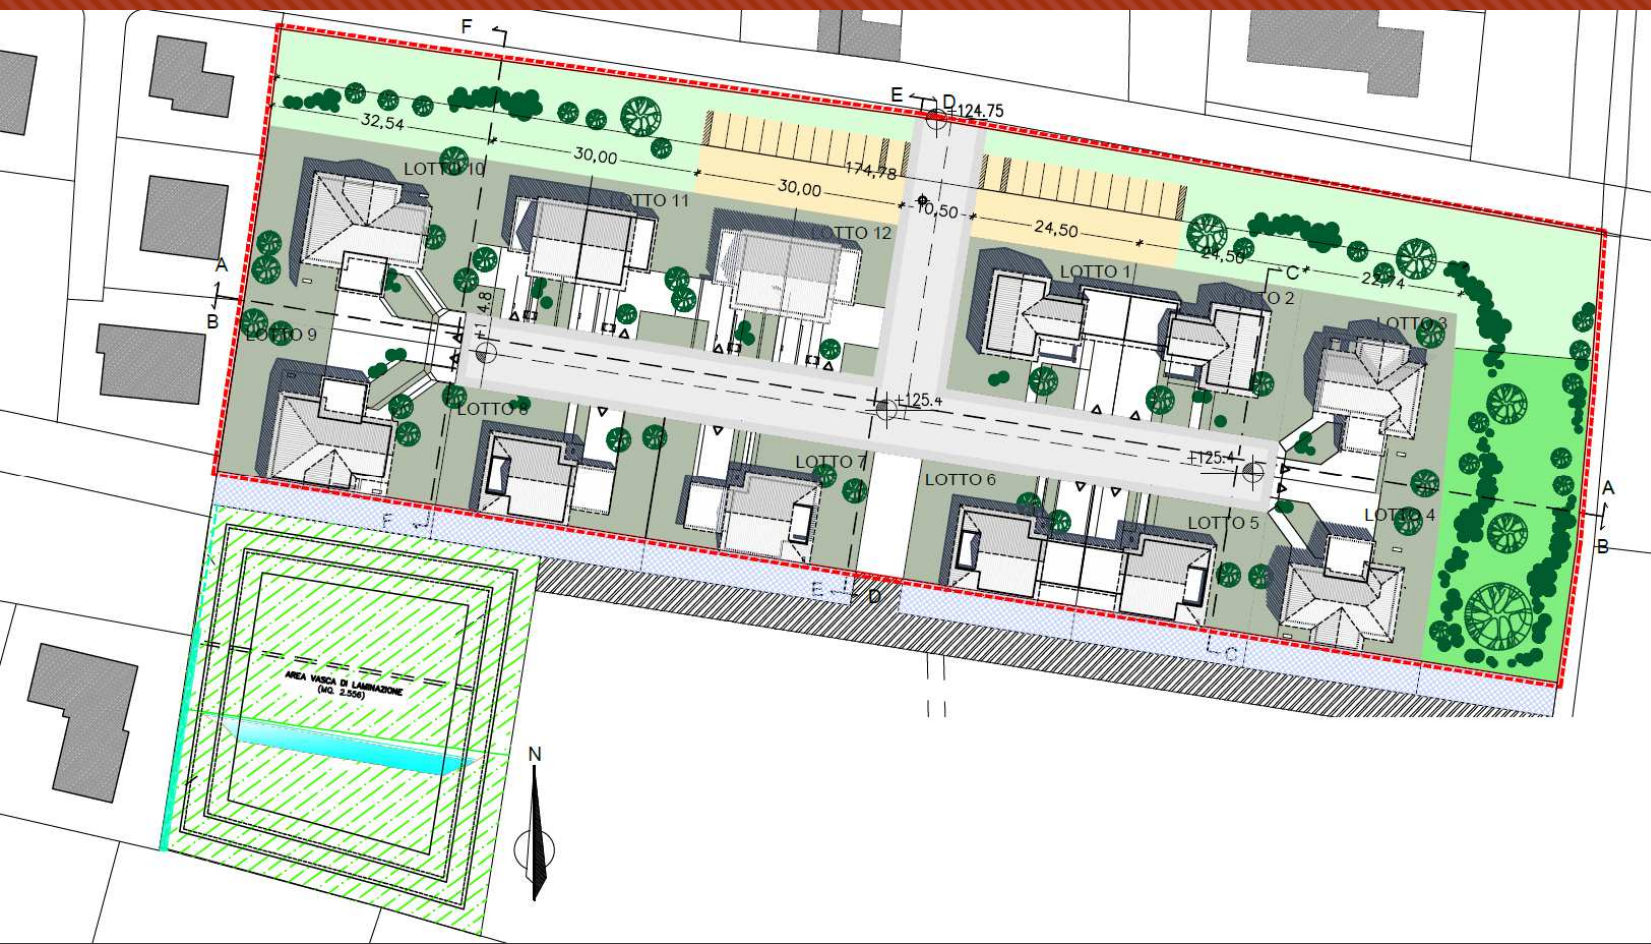 F
E
D
+124.75
32,54
LOTTO 10
30,00
174,78
30,00
LOTTO 11
10,50
24,50
LOTTO 12
24,50
A
LOTTO 1
C
22,74
B
LOTTO 2
LOTTO 9
LOTTO 3
LOTTO 8
+125.4
LOTTO 7
+125.4
LOTTO 6
A
LOTTO 5
LOTTO 4
F
B
E
D
C
AREA VASCA DI LAMINAZIONE
(MQ. 2.556)
N